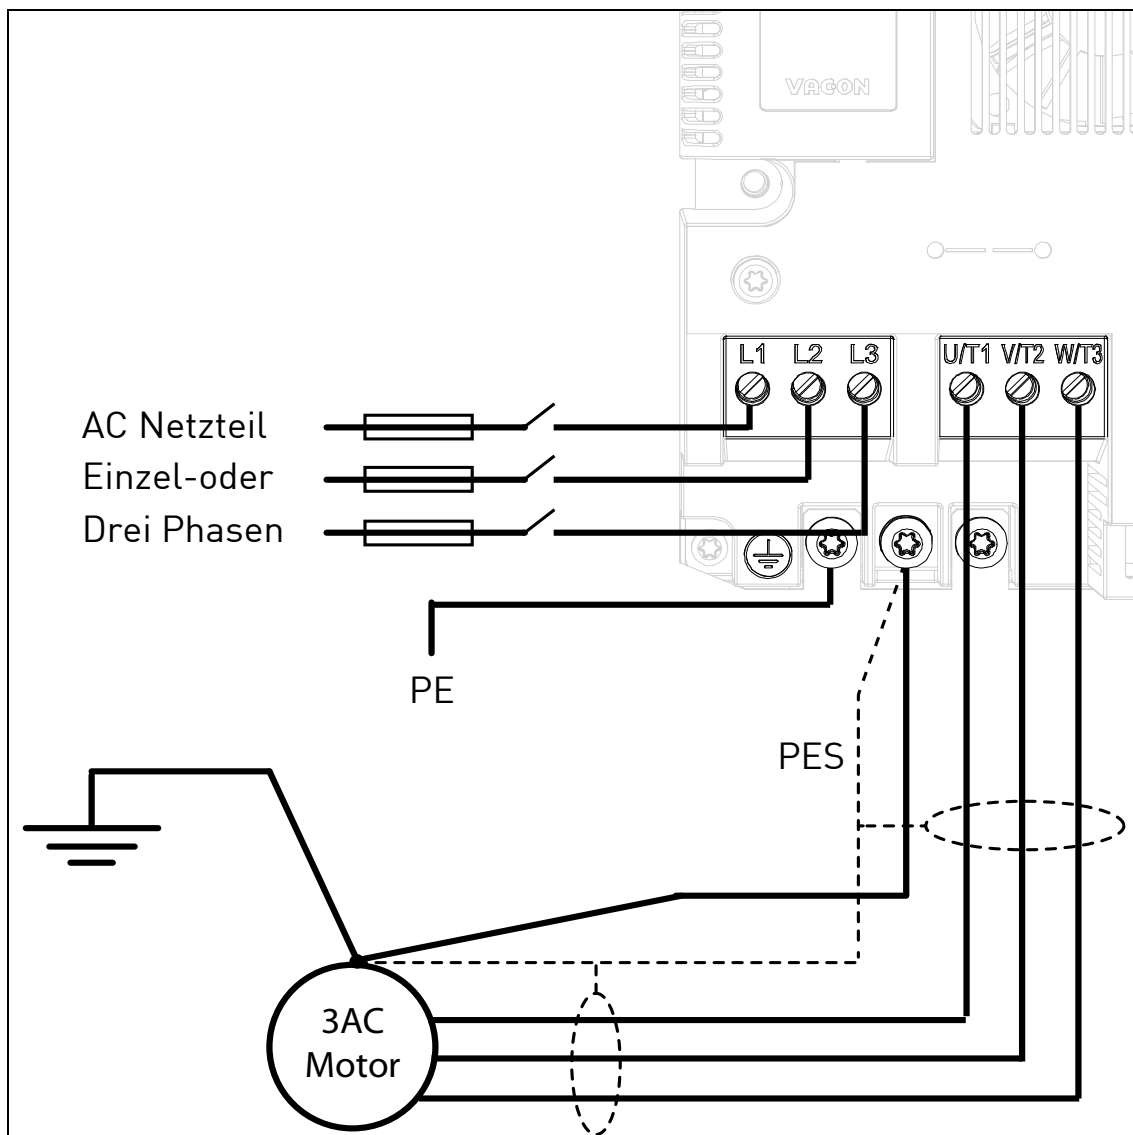 VACON
L1 L2 L3
U/T1 V/T2 W/T3
AC Netzteil
Einzel-oder
Drei Phasen
PE
PES
3AC
Motor